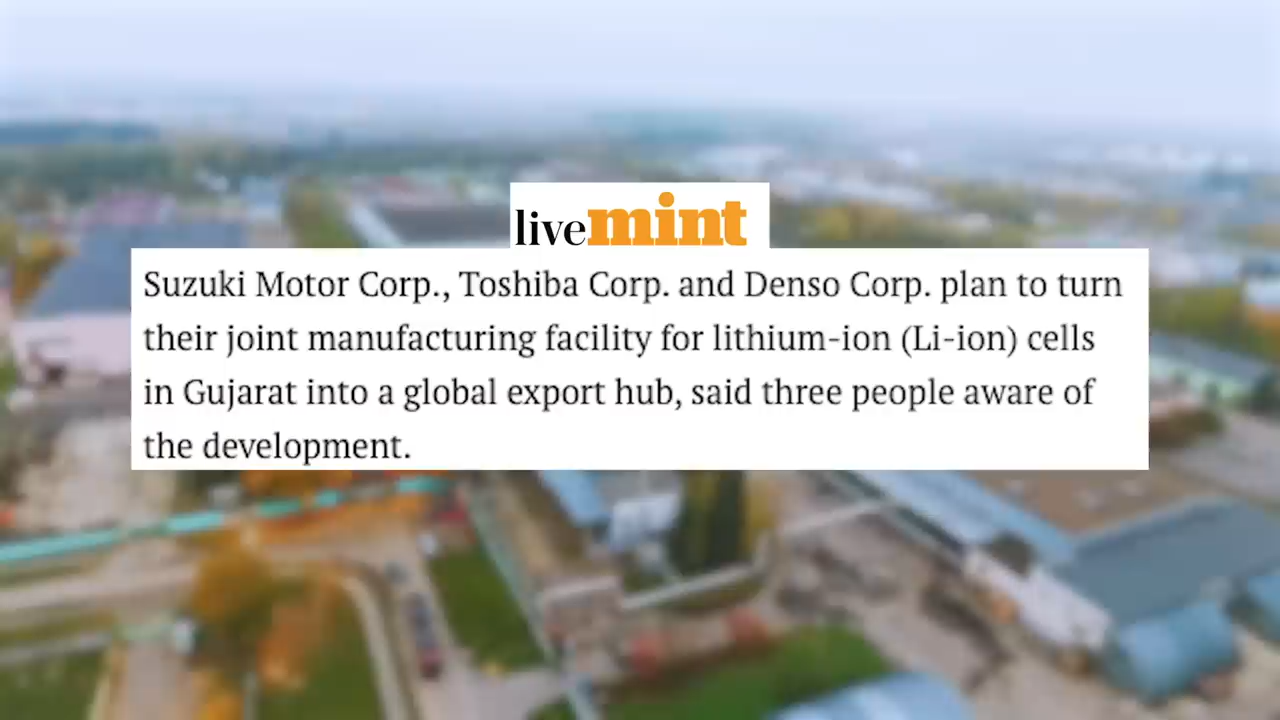 livemint
Suzuki Motor Corp., Toshiba Corp. and Denso Corp. plan to turn
their joint manufacturing facility for lithium-ion (Li-ion) cells
in Gujarat into a global export hub, said three people aware of
the development.